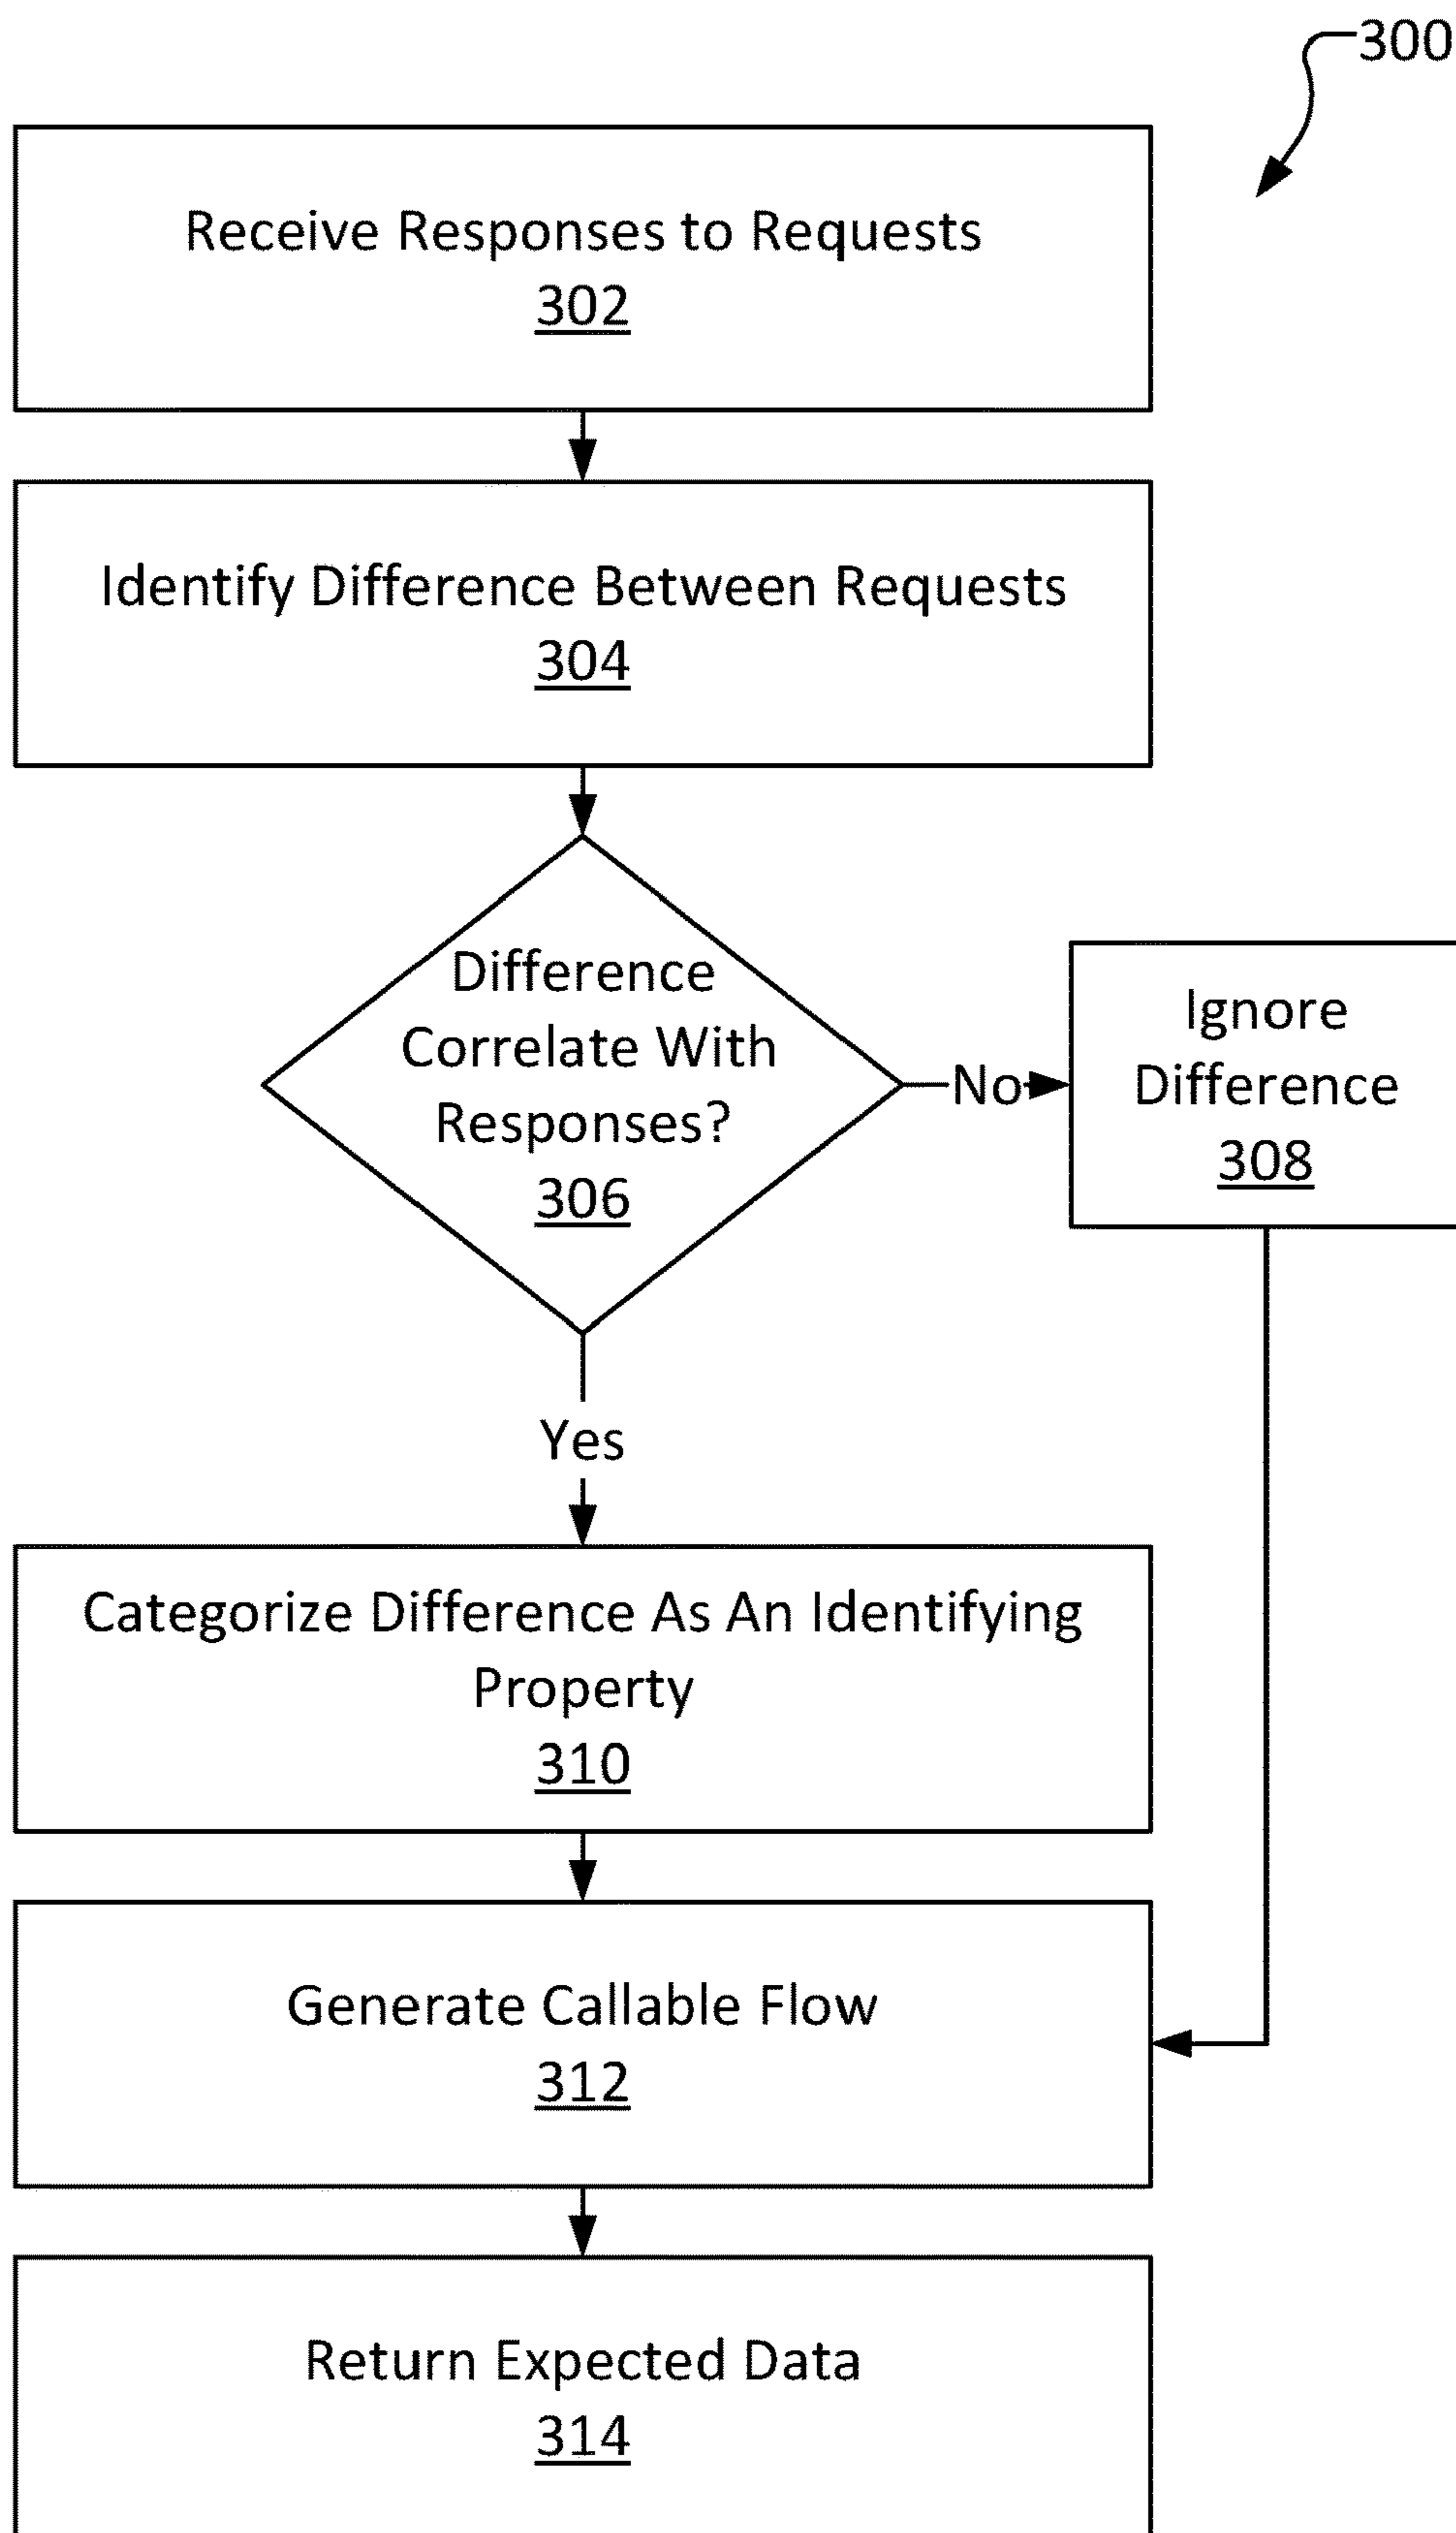 300
Receive Responses to Requests
302
Identify Difference Between Requests
304
Difference
Correlate With
Responses?
306
No
Ignore
Difference
308
Yes
Categorize Difference As An Identifying
Property
310
Generate Callable Flow
312
Return Expected Data
314